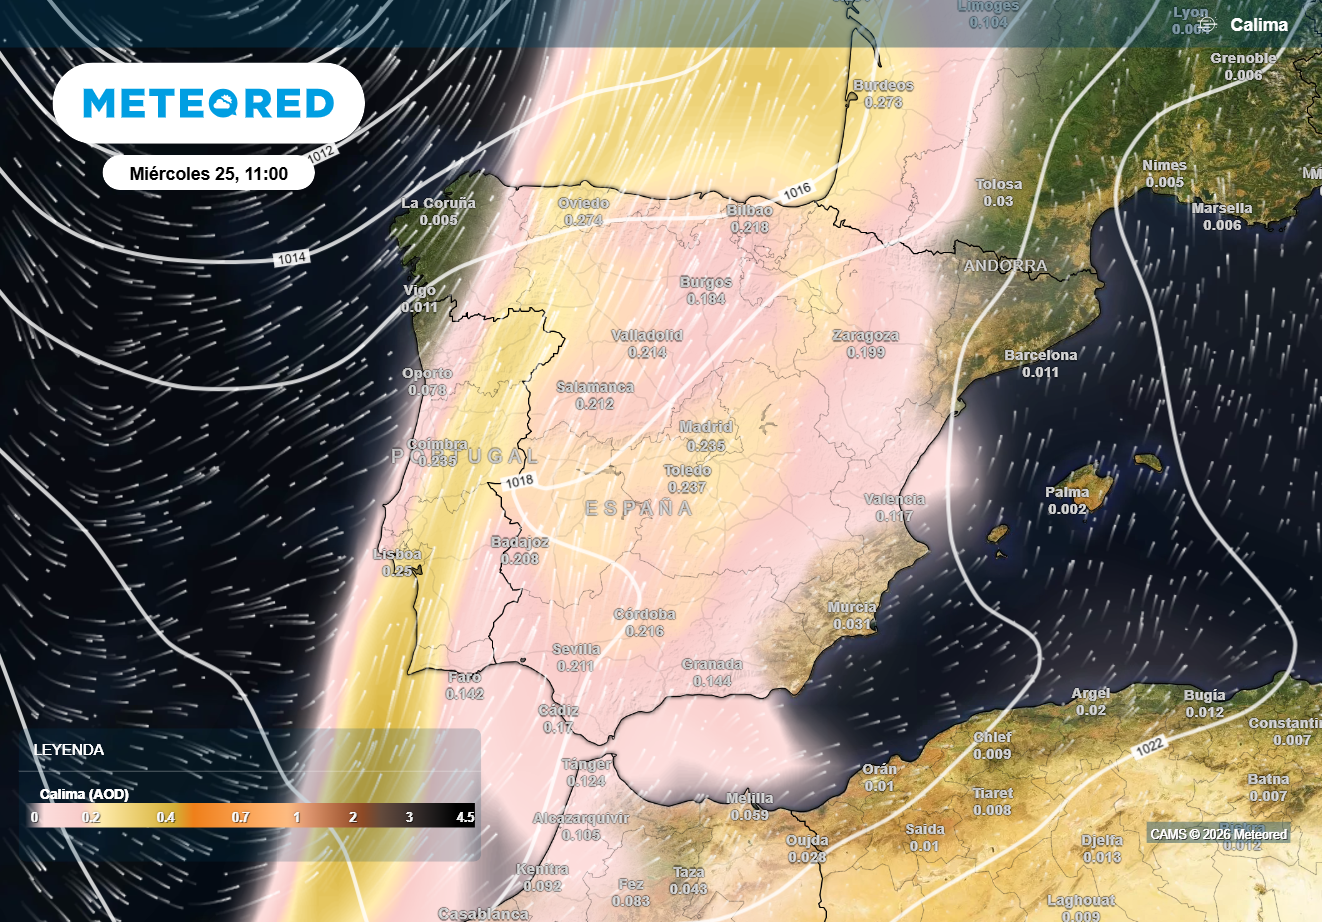 Limoges
0.104
Lyon
Calima
Grenoble
0.006
METEORED
Burdeos
0.273
1012
Miércoles 25, 11:00
Nimes
0.005
Tolosa
0.03
1016
La Coruña
0.005
Oviedo
0.274
Bilbao
0.218
Marsella
0.006
1014
ANDORRA
Vigo
0.011
Burgos
0.184
Valladolid
0.214
Zaragoza
0.199
Barcelona
0.011
Oporto
0.078
Salamanca
0.212
Madrid
0.235
Coimbra
0.235
PORTUGAL
Toledo
0.237
1018
ESPAÑA
Valencia
0.117
Palma
0.002
Badajoz
0.208
Lisboa
0.25
Córdoba
0.216
Murcia
0.031
Sevilla
0.211
Granada
0.144
Faro
0.142
Cádiz
0.17
Argel
0.02
Bugía
0.012
Constantin
0.007
LEYENDA
Chlef
0.009
1022
Tánger
0.124
Orán
0.01
Batna
0.007
Calima (AOD)
0 0.2 0.4 0.7 1 2 3 4.5
Melilla
0.059
Tiaret
0.008
Alcazarquivir
0.105
Saida
0.01
CAMS © 2026 Meteored
0.012
Oujda
0.028
Djelfa
0.013
Kenitra
0.092
Fez
0.083
Taza
0.043
Laghouat
0.009
Casablanca